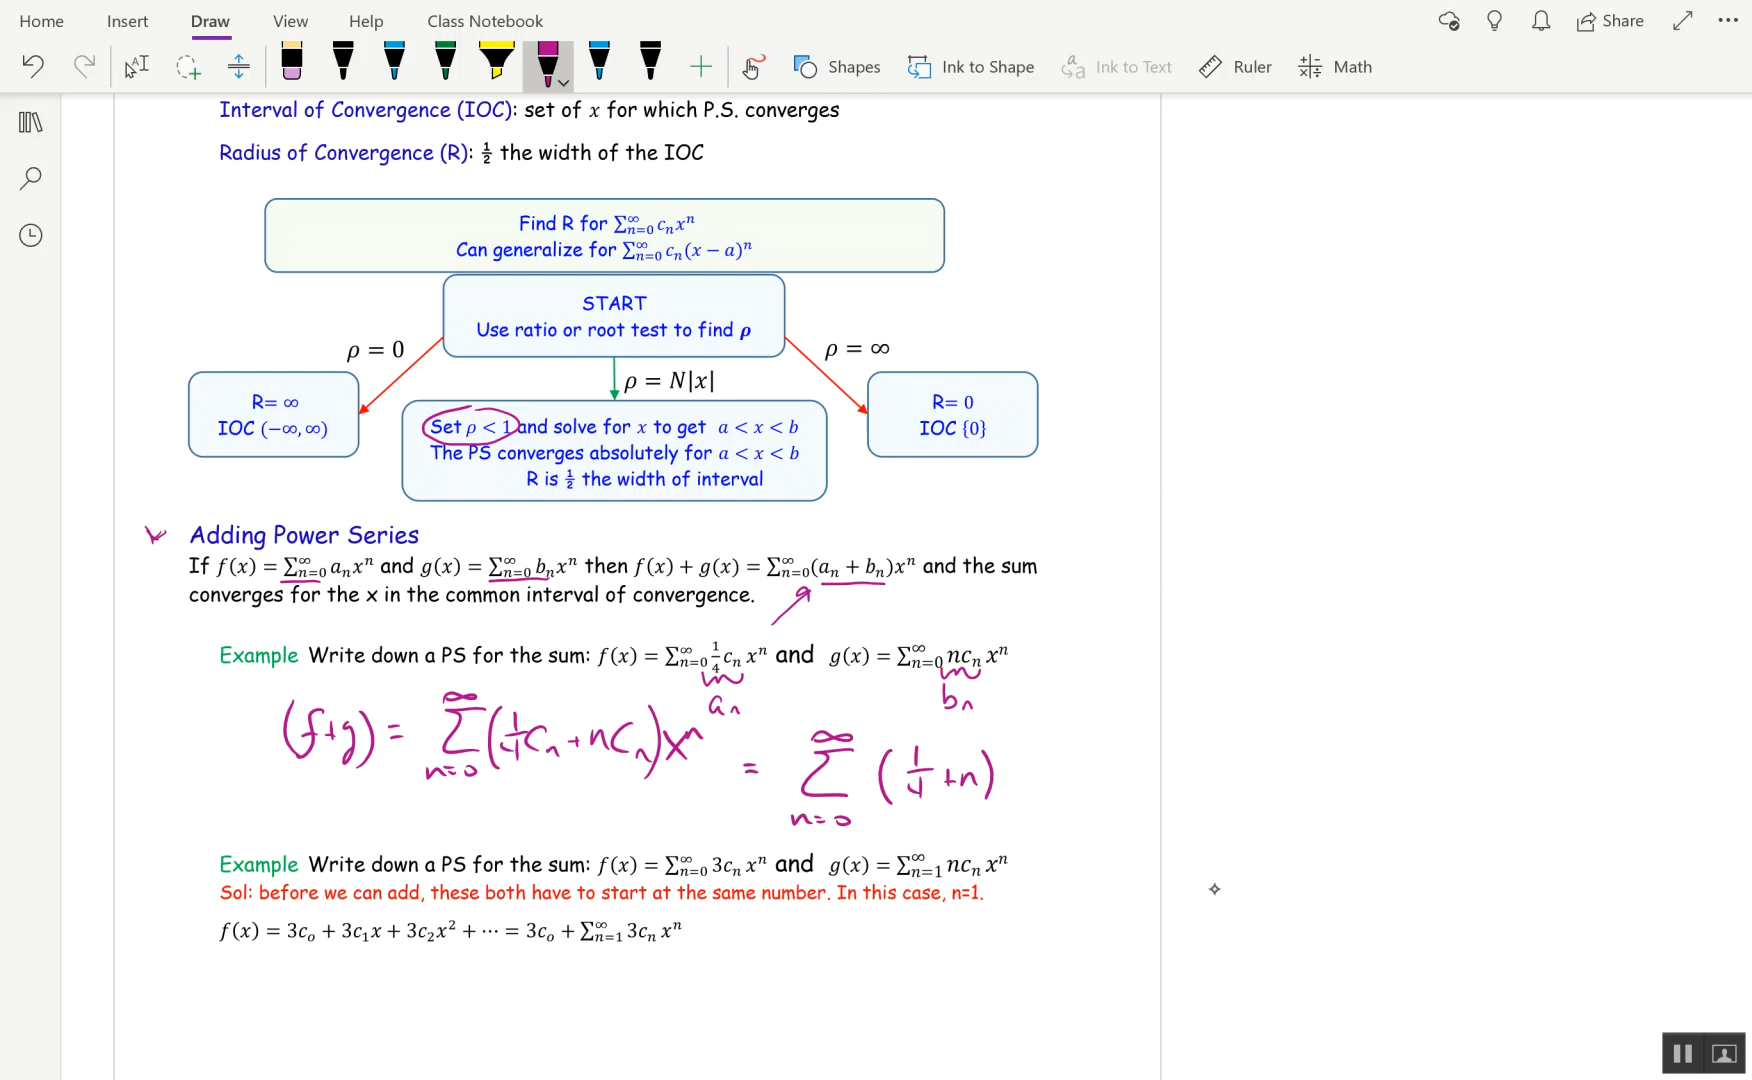 Home Insert Draw View Help Class Notebook Share
Shapes Ink to Shape Ink to Text Ruler Math
Interval of Convergence (IOC): set of x for which P.S. converges
Radius of Convergence (R): ½ the width of the IOC
Find R for ∑_{n=0}^{∞} c_n x^n
Can generalize for ∑_{n=0}^{∞} c_n (x − a)^n
START
Use ratio or root test to find ρ
ρ = 0
ρ = ∞
ρ = N|x|
R= ∞
IOC (−∞, ∞)
Set ρ < 1 and solve for x to get a < x < b
The PS converges absolutely for a < x < b
R is ½ the width of interval
R= 0
IOC {0}
Adding Power Series
If f(x) = ∑_{n=0}^{∞} a_n x^n and g(x) = ∑_{n=0}^{∞} b_n x^n then f(x) + g(x) = ∑_{n=0}^{∞} (a_n + b_n)x^n and the sum
converges for the x in the common interval of convergence.
Example Write down a PS for the sum: f(x) = ∑_{n=0}^{∞} ¼ c_n x^n and g(x) = ∑_{n=0}^{∞} nc_n x^n
a_n b_n
(f+g) = ∑_{n=0}^{∞} (¼ c_n + n c_n) x^n = ∑_{n=0}^{∞} (¼ + n)
Example Write down a PS for the sum: f(x) = ∑_{n=0}^{∞} 3c_n x^n and g(x) = ∑_{n=1}^{∞} nc_n x^n
Sol: before we can add, these both have to start at the same number. In this case, n=1.
f(x) = 3c_o + 3c_1 x + 3c_2 x^2 + ⋯ = 3c_o + ∑_{n=1}^{∞} 3c_n x^n